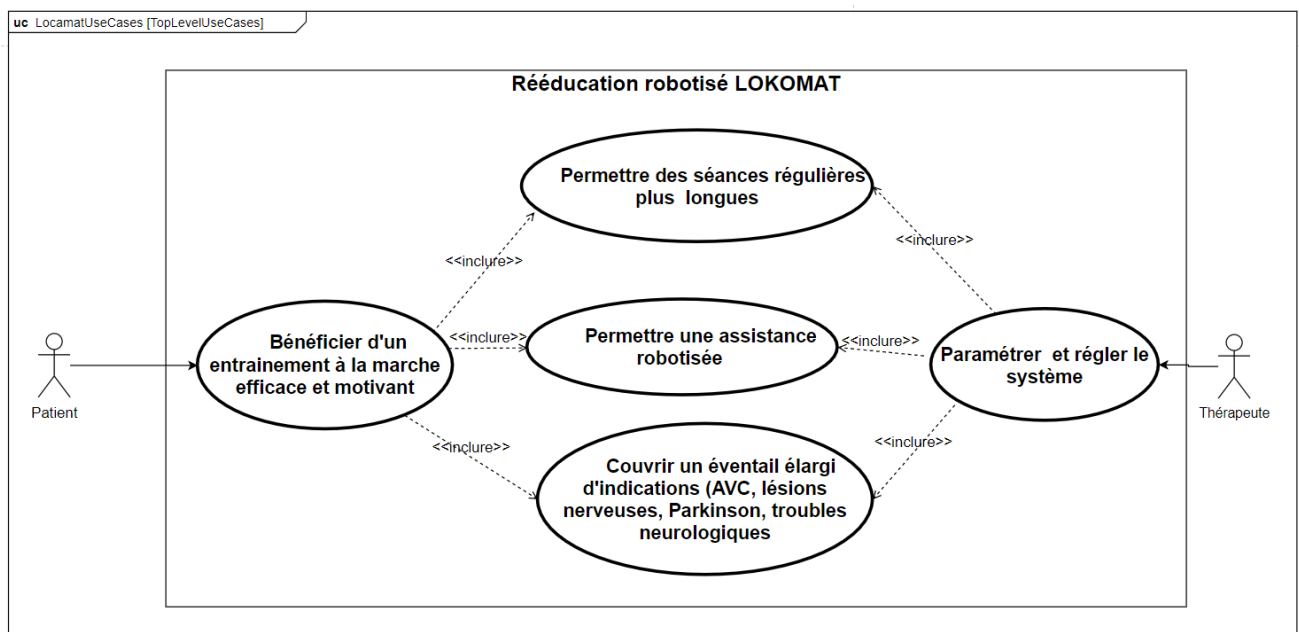 uc LocamatUseCases [TopLevelUseCases]
Rééducation robotisé LOKOMAT
Permettre des séances régulières
plus longues
<<inclure>>
<<inclure>>
Bénéficier d'un
entrainement à la marche
efficace et motivant
<<inclure>>
Permettre une assistance
robotisée
<<inclure>>
Paramétrer et régler le
système
Patient
Thérapeute
<<inclure>>
<<inclure>>
Couvrir un éventail élargi
d'indications (AVC, lésions
nerveuses, Parkinson, troubles
neurologiques